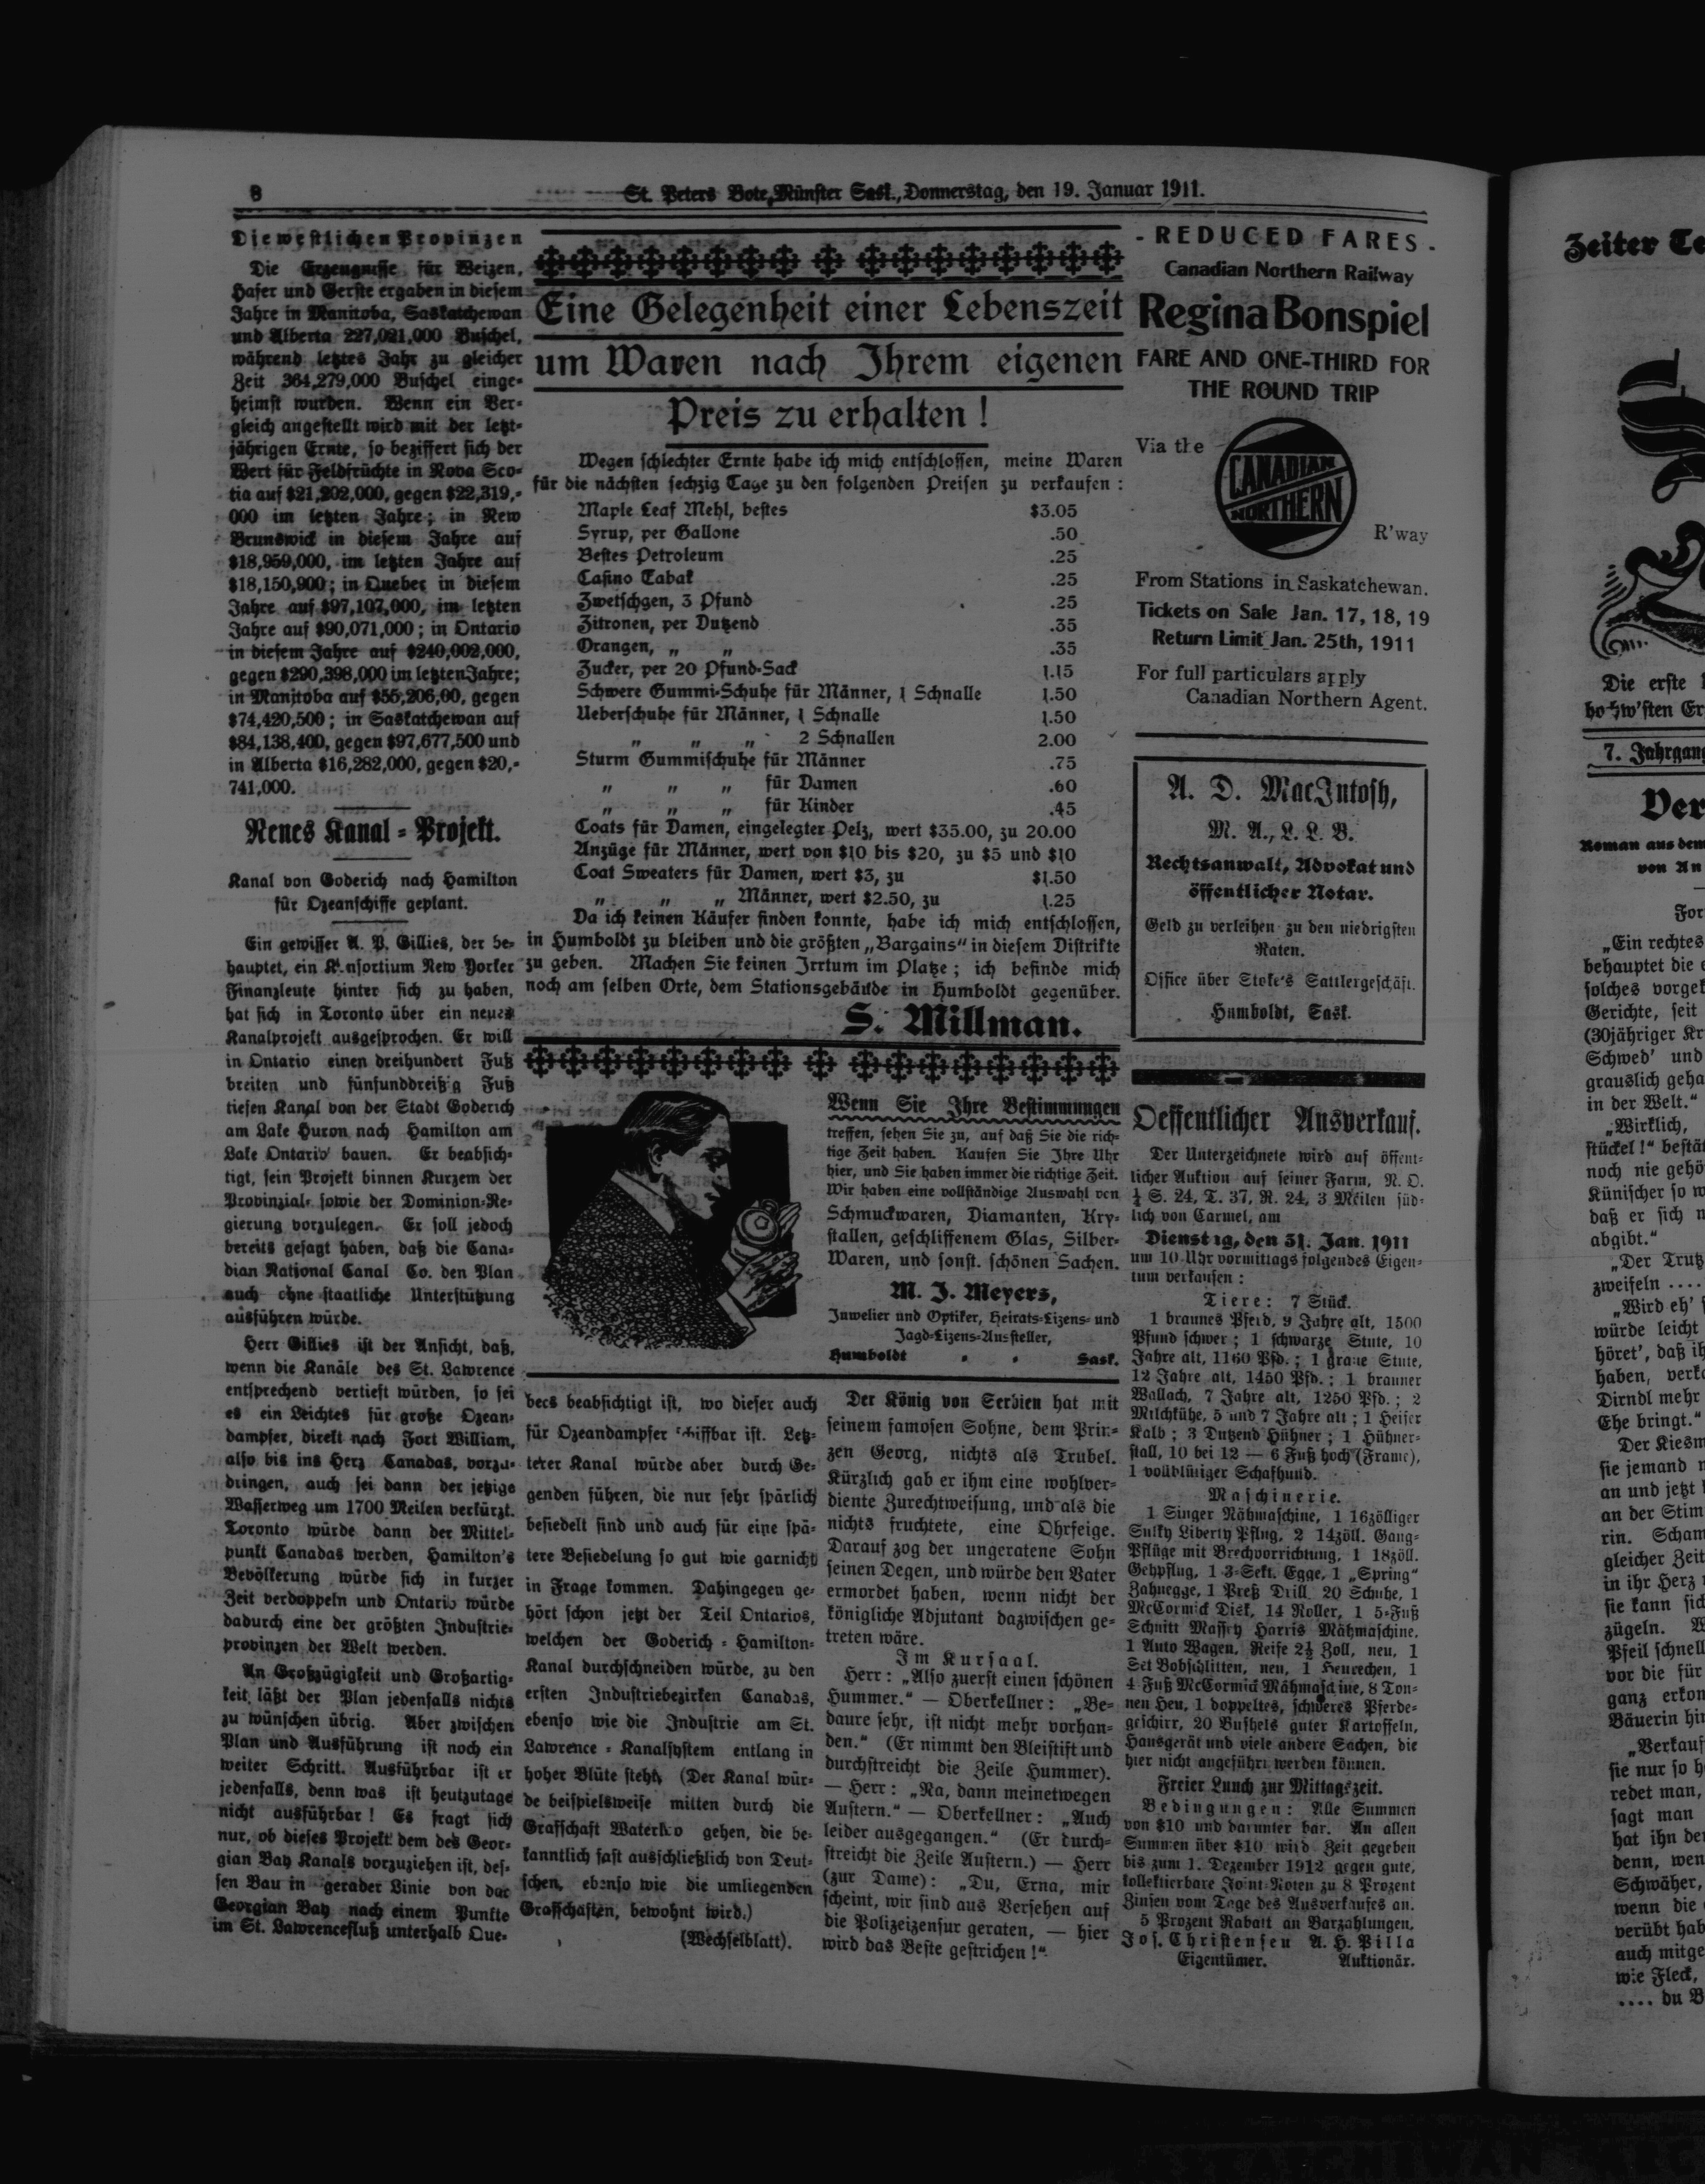 8
St. Peters Bote, Münster Sask., Donnerstag, den 19. Januar 1911.
Die westlichen Provinzen
Die Erzeugnisse für Weizen,
Hafer und Gerste ergaben in diesem
Jahre in Manitoba, Saskatchewan
und Alberta 227,021,000 Buschel,
während letztes Jahr zu gleicher
Zeit 364,279,000 Buschel einge-
heimst wurden. Wenn ein Ver-
gleich angestellt wird mit der letzt-
jährigen Ernte, so beziffert sich der
Wert für Feldfrüchte in Nova Sco-
tia auf $21,202,000, gegen $22,319,-
000 im letzten Jahre; in New
Brunswick in diesem Jahre auf
$18,959,000, im letzten Jahre auf
$18,150,900; in Quebec in diesem
Jahre auf $97,107,000, im letzten
Jahre auf $90,071,000; in Ontario
in diesem Jahre auf $240,002,000,
gegen $290,398,000 im letzten Jahre;
in Manitoba auf $55,206,00, gegen
$74,420,500; in Saskatchewan auf
$84,138,400, gegen $97,677,500 und
in Alberta $16,282,000, gegen $20,-
741,000.
Neues Kanal-Projekt.
Kanal von Goderich nach Hamilton
für Ozeanschiffe geplant.
Ein gewisser A. P. Gillies, der be-
hauptet, ein K nsortium New Yorker
Finanzleute hinter sich zu haben,
hat sich in Toronto über ein neues
Kanalprojekt ausgesprochen. Er will
in Ontario einen dreihundert Fuß
breiten und fünfunddreiß g Fuß
tiefen Kanal von der Stadt Goderich
am Lake Huron nach Hamilton am
Lake Ontario bauen. Er beabsich-
tigt, sein Projekt binnen Kurzem der
Provinzial- sowie der Dominion-Re-
gierung vorzulegen. Er soll jedoch
bereits gesagt haben, daß die Cana-
dian National Canal Co. den Plan
auch ohne staatliche Unterstützung
ausführen würde.
Herr Gillies ist der Ansicht, daß,
wenn die Kanäle des St. Lawrence
entsprechend vertieft würden, so sei
es ein Leichtes für große Ozean-
dampfer, direkt nach Fort William,
also bis ins Herz Canadas, vorzu-
dringen, auch sei dann der jetzige
Wasserweg um 1700 Meilen verkürzt.
Toronto würde dann der Mittel-
punkt Canadas werden, Hamilton's
Bevölkerung würde sich in kurzer
Zeit verdoppeln und Ontario würde
dadurch eine der größten Industrie-
provinzen der Welt werden.
An Großzügigkeit und Großartig-
keit läßt der Plan jedenfalls nichts
zu wünschen übrig. Aber zwischen
Plan und Ausführung ist noch ein
weiter Schritt. Ausführbar ist er
jedenfalls, denn was ist heutzutage
nicht ausführbar! Es fragt sich
nur, ob dieses Projekt dem des Geor-
gian Bay Kanals vorzuziehen ist, des-
sen Bau in gerader Linie von der
Georgian Bay nach einem Punkte
im St. Lawrencefluß unterhalb Que-
Eine Gelegenheit einer Lebenszeit
um Waren nach Ihrem eigenen
Preis zu erhalten!
Wegen schlechter Ernte habe ich mich entschlossen, meine Waren
für die nächsten sechzig Tage zu den folgenden Preisen zu verkaufen:
Maple Leaf Mehl, bestes $3.05
Syrup, per Gallone .50
Bestes Petroleum .25
Casino Tabak .25
Zwetschgen, 3 Pfund .25
Zitronen, per Dutzend .35
Orangen, „ „ .35
Zucker, per 20 Pfund-Sack 1.15
Schwere Gummi-Schuhe für Männer, 1 Schnalle 1.50
Ueberschuhe für Männer, 1 Schnalle 1.50
„ „ „ 2 Schnallen 2.00
Sturm Gummischuhe für Männer .75
„ „ „ für Damen .60
„ „ „ für Kinder .45
Coats für Damen, eingelegter Pelz, wert $35.00, zu 20.00
Anzüge für Männer, wert von $10 bis $20, zu $5 und $10
Coat Sweaters für Damen, wert $3, zu $1.50
„ „ „ Männer, wert $2.50, zu 1.25
Da ich keinen Käufer finden konnte, habe ich mich entschlossen,
in Humboldt zu bleiben und die größten „Bargains“ in diesem Distrikte
zu geben. Machen Sie keinen Irrtum im Platze; ich befinde mich
noch am selben Orte, dem Stationsgebäude in Humboldt gegenüber.
S. Millman.
Wenn Sie Ihre Bestimmungen
treffen, sehen Sie zu, auf daß Sie die rich-
tige Zeit haben. Kaufen Sie Ihre Uhr
hier, und Sie haben immer die richtige Zeit.
Wir haben eine vollständige Auswahl von
Schmuckwaren, Diamanten, Kry-
stallen, geschliffenem Glas, Silber-
Waren, und sonst. schönen Sachen.
M. J. Meyers,
Juwelier und Optiker, Heirats-Lizens- und
Jagd-Lizens-Aussteller,
Humboldt - - Sask.
becs beabsichtigt ist, wo dieser auch
für Ozeandampfer schiffbar ist. Letz-
terer Kanal würde aber durch Ge-
genden führen, die nur sehr spärlich
besiedelt sind und auch für eine spä-
tere Besiedelung so gut wie garnicht
in Frage kommen. Dahingegen ge-
hört schon jetzt der Teil Ontarios,
welchen der Goderich-Hamilton-
Kanal durchschneiden würde, zu den
ersten Industriebezirken Canadas,
ebenso wie die Industrie am St.
Lawrence-Kanalsystem entlang in
hoher Blüte steht, (Der Kanal wür-
de beispielsweise mitten durch die
Grafschaft Waterloo gehen, die be-
kanntlich fast ausschließlich von Deut-
schen, ebenso wie die umliegenden
Grafschaften, bewohnt wird.)
(Wechselblatt).
Der König von Serbien hat mit
seinem famosen Sohne, dem Prin-
zen Georg, nichts als Trubel.
Kürzlich gab er ihm eine wohlver-
diente Zurechtweisung, und als die
nichts fruchtete, eine Ohrfeige.
Darauf zog der ungeratene Sohn
seinen Degen, und würde den Vater
ermordet haben, wenn nicht der
königliche Adjutant dazwischen ge-
treten wäre.
Im Kursaal.
Herr: „Also zuerst einen schönen
Hummer.“ — Oberkellner: „Be-
daure sehr, ist nicht mehr vorhan-
den.“ (Er nimmt den Bleistift und
durchstreicht die Zeile Hummer).
— Herr: „Na, dann meinetwegen
Austern.“ — Oberkellner: „Auch
leider ausgegangen.“ (Er durch-
streicht die Zeile Austern.) — Herr
(zur Dame): „Du, Erna, mir
scheint, wir sind aus Versehen auf
die Polizeizensur geraten, — hier
wird das Beste gestrichen!“
- REDUCED FARES -
Canadian Northern Railway
Regina Bonspiel
FARE AND ONE-THIRD FOR
THE ROUND TRIP
Via the
CANADIAN
NORTHERN
R'way
From Stations in Saskatchewan.
Tickets on Sale Jan. 17, 18, 19
Return Limit Jan. 25th, 1911
For full particulars apply
Canadian Northern Agent.
A. D. MacIntosh,
M. A., L. L. B.
Rechtsanwalt, Advokat und
öffentlicher Notar.
Geld zu verleihen zu den niedrigsten
Raten.
Office über Stoke's Sattlergeschäft.
Humboldt, Sask.
Oeffentlicher Ausverkauf.
Der Unterzeichnete wird auf öffent-
licher Auktion auf seiner Farm, N. O.
¼ S. 24, T. 37, R. 24, 3 Meilen süd-
lich von Carmel, am
Dienstag, den 31. Jan. 1911
um 10 Uhr vormittags folgendes Eigen-
tum verkaufen:
Tiere: 7 Stück.
1 braunes Pferd, 9 Jahre alt, 1500
Pfund schwer; 1 schwarze Stute, 10
Jahre alt, 1160 Pfd.; 1 graue Stute,
12 Jahre alt, 1450 Pfd.; 1 brauner
Wallach, 7 Jahre alt, 1250 Pfd.; 2
Milchkühe, 5 und 7 Jahre alt; 1 Heifer
Kalb; 3 Dutzend Hühner; 1 Hühner-
stall, 10 bei 12 — 6 Fuß hoch (Frame),
1 vollblütiger Schafhund.
Maschinerie.
1 Singer Nähmaschine, 1 16zölliger
Sulky Liberty Pflug, 2 14zöll. Gang-
Pflüge mit Brechvorrichtung, 1 18zöll.
Gehpflug, 1 3-Sekt. Egge, 1 „Spring“
Zahnegge, 1 Preß Drill 20 Schuhe, 1
McCormick Disk, 14 Roller, 1 5-Fuß
Schnitt Massey Harris Mähmaschine,
1 Auto Wagen, Reife 2½ Zoll, neu, 1
Set Bobschlitten, neu, 1 Heurechen, 1
4 Fuß McCormick Mähmaschine, 8 Ton-
nen Heu, 1 doppeltes, schweres Pferde-
geschirr, 20 Bushels guter Kartoffeln,
Hausgerät und viele andere Sachen, die
hier nicht angeführt werden können.
Freier Lunch zur Mittagszeit.
Bedingungen: Alle Summen
von $10 und darunter bar. An allen
Summen über $10 wird Zeit gegeben
bis zum 1. Dezember 1912 gegen gute,
kollektierbare Joint-Noten zu 8 Prozent
Zinsen vom Tage des Ausverkaufes an.
5 Prozent Rabatt an Barzahlungen.
Jos. Christensen A. H. Pilla
Eigentümer. Auktionär.
Zeiter Te
Die erste
7. Jahrgang
Ver
Roman aus dem
von An
For
„Ein rechtes
behauptet die
solches vorgek
Gerichte, seit
(30jähriger Kr
Schwed' und
grauslich geha
in der Welt.“
„Wirklich,
stückel!“ bestät
noch nie gehö
Künischer so w
daß er sich n
abgibt.“
„Der Trutz
zweifeln ....
„Wird eh'
würde leicht
höret', daß ih
haben, verk
Dirndl mehr
Ehe bringt.“
Der Kiesm
sie jemand
an und jetzt
an der Stirn
rin. Scham
gleicher Zeit
in ihr Herz
sie kann sich
zügeln.
Pfeil schnell
vor die für
ganz erkon
Bäuerin hin
„Verkauf
sie nur so h
redet man,
sagt man
hat ihn der
denn, wen
Schwäher,
wenn die
verübt hab
auch mitge
wie Fleck,
.... du B